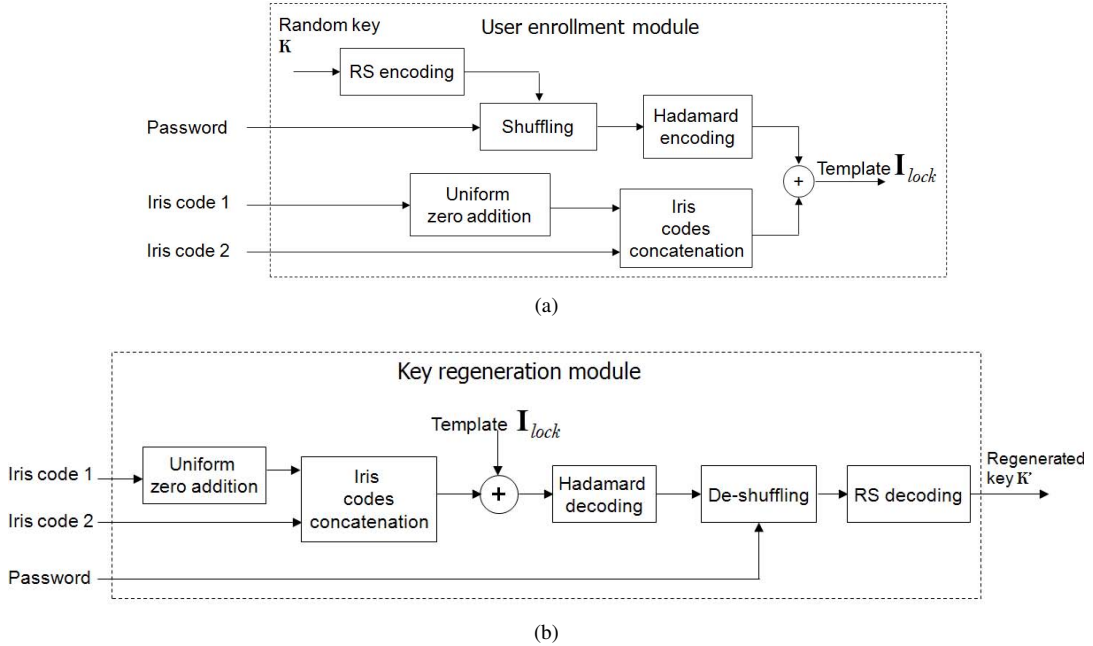 Random key
K
User enrollment module
RS encoding
Password
Shuffling
Hadamard
encoding
+
Template I_lock
Iris code 1
Uniform
zero addition
Iris
codes
concatenation
Iris code 2
(a)
Key regeneration module
Template I_lock
Iris code 1
Uniform
zero addition
Iris
codes
concatenation
+
Hadamard
decoding
De-shuffling
RS decoding
Regenerated
key K'
Iris code 2
Password
(b)